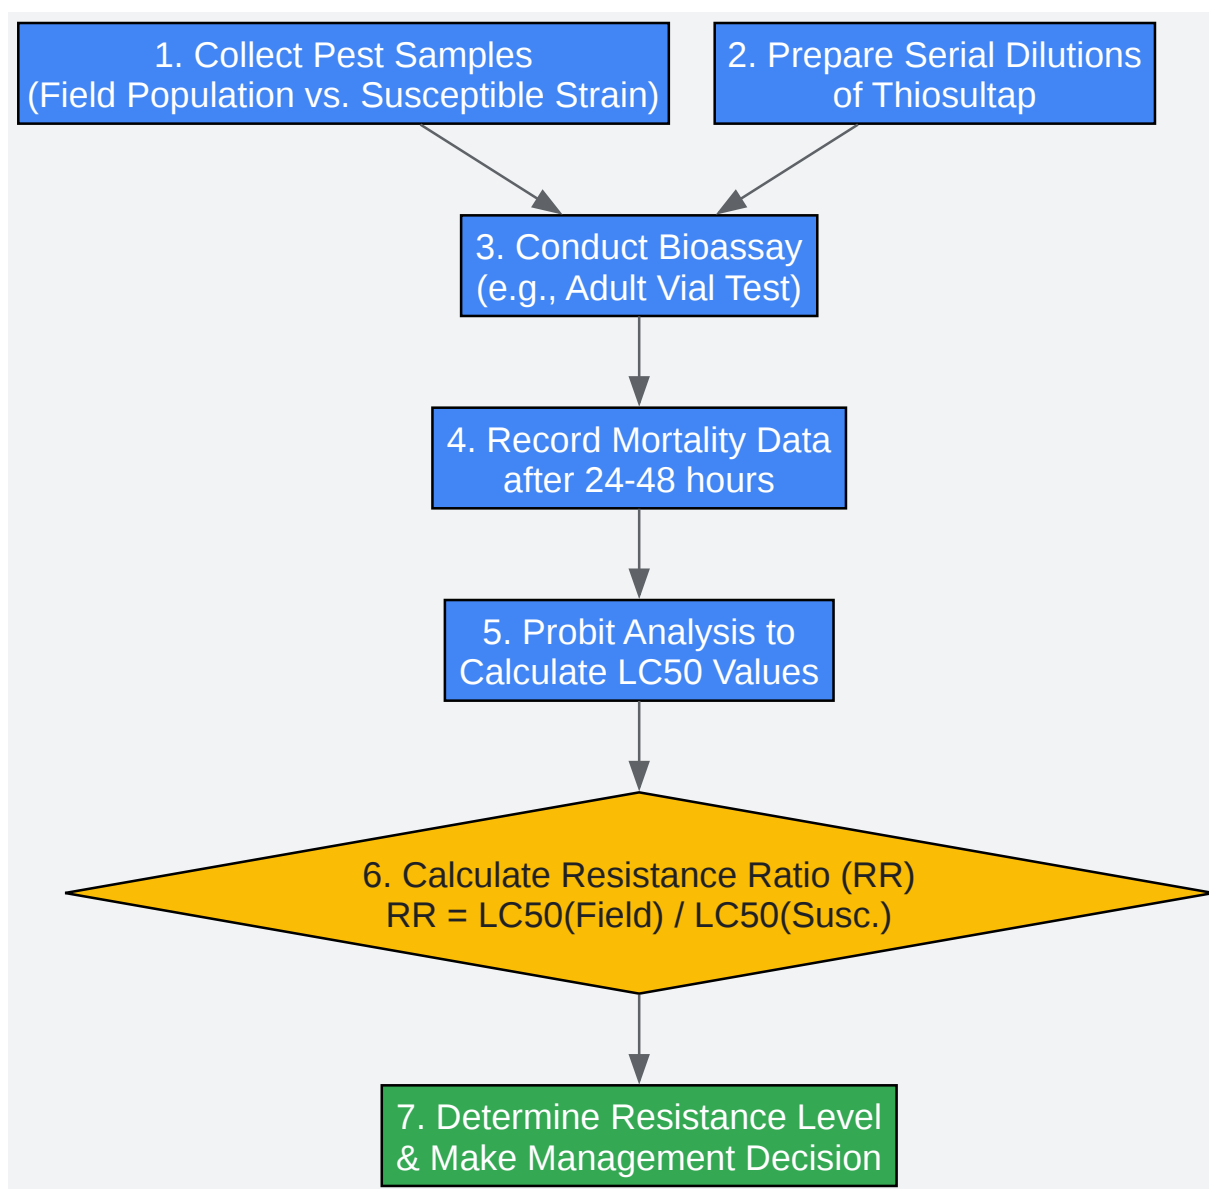 1. Collect Pest Samples
(Field Population vs. Susceptible Strain)
2. Prepare Serial Dilutions
of Thiosultap
3. Conduct Bioassay
(e.g., Adult Vial Test)
4. Record Mortality Data
after 24-48 hours
5. Probit Analysis to
Calculate LC50 Values
6. Calculate Resistance Ratio (RR)
RR = LC50(Field) / LC50(Susc.)
7. Determine Resistance Level
& Make Management Decision